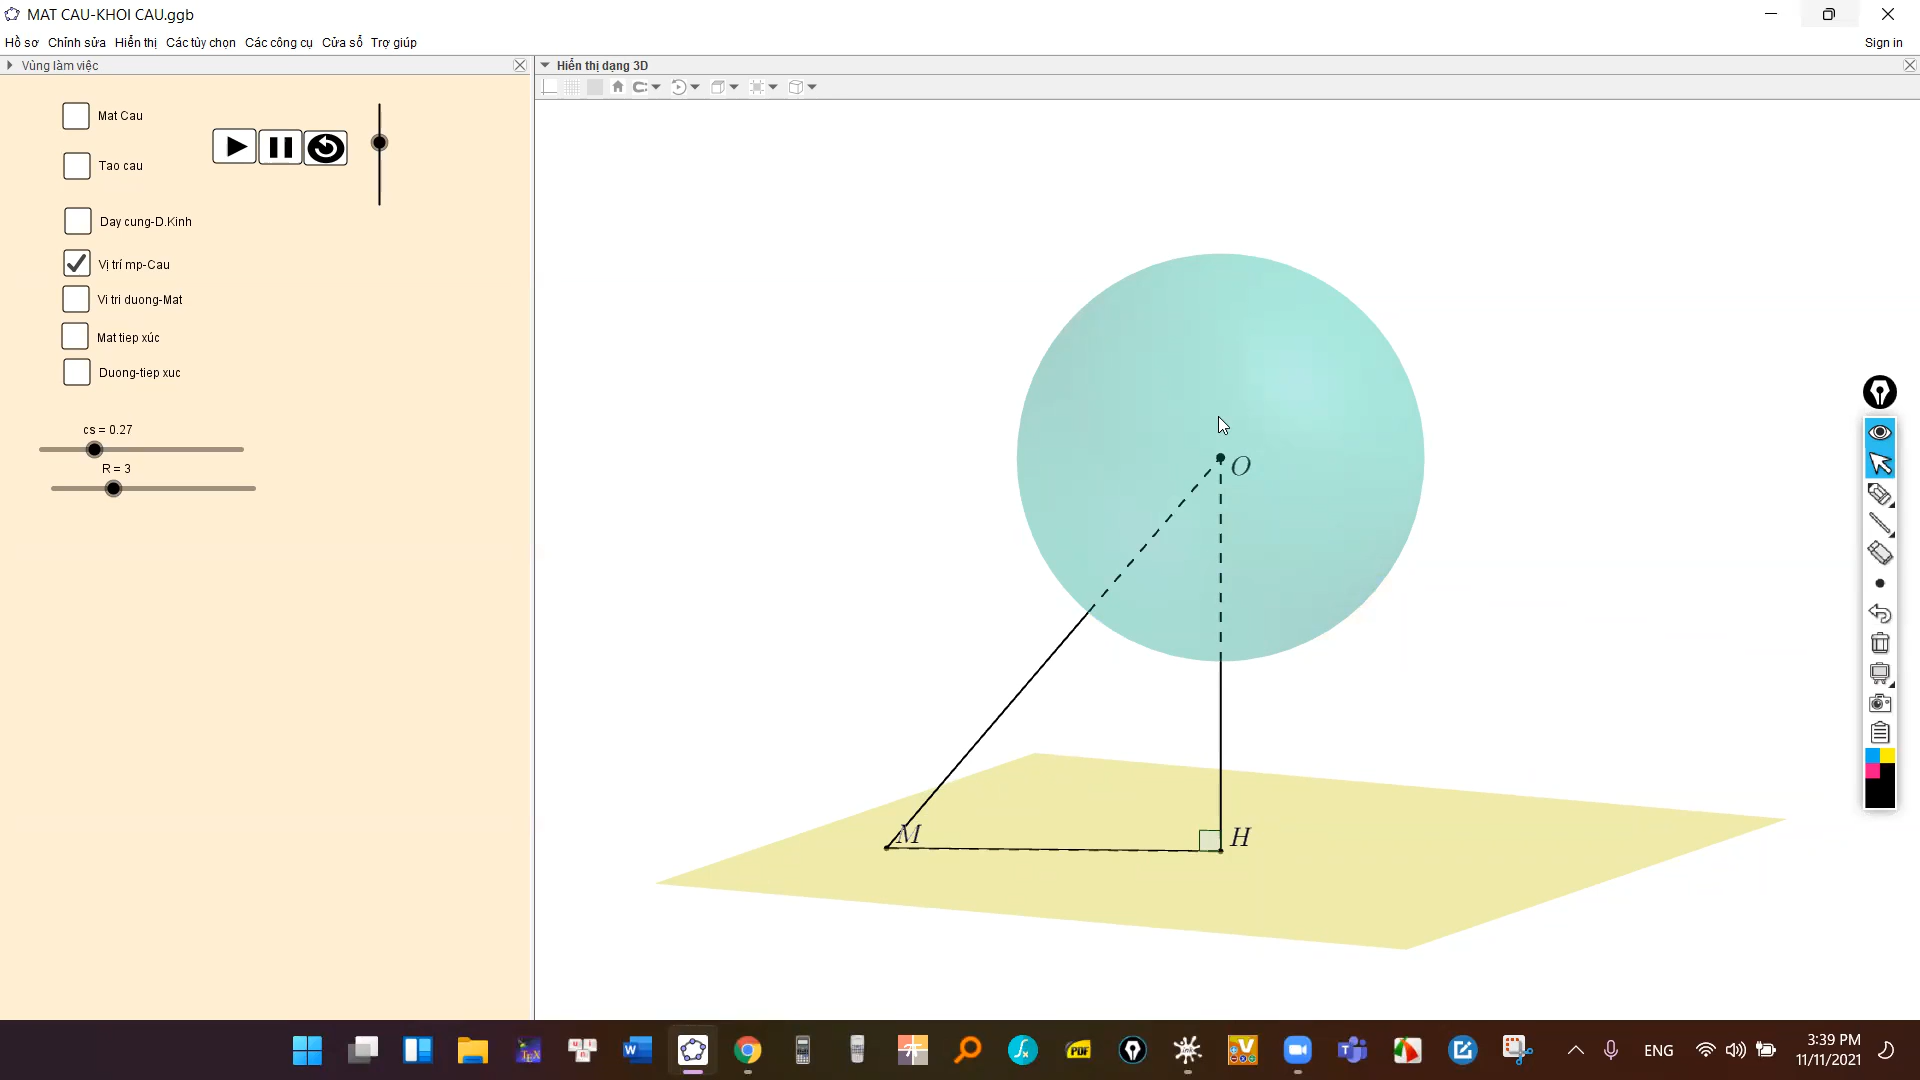 MAT CAU-KHOI CAU.ggb
Hồ sơ Chỉnh sửa Hiển thị Các tùy chọn Các công cụ Cửa sổ Trợ giúp
Sign in
Vùng làm việc
Hiển thị dạng 3D
Mat Cau
Tao cau
Day cung-D.Kinh
Vị trí mp-Cau
Vi tri duong-Mat
Mat tiep xúc
Duong-tiep xuc
cs = 0.27
R = 3
O
M
H
ENG
3:39 PM
11/11/2021